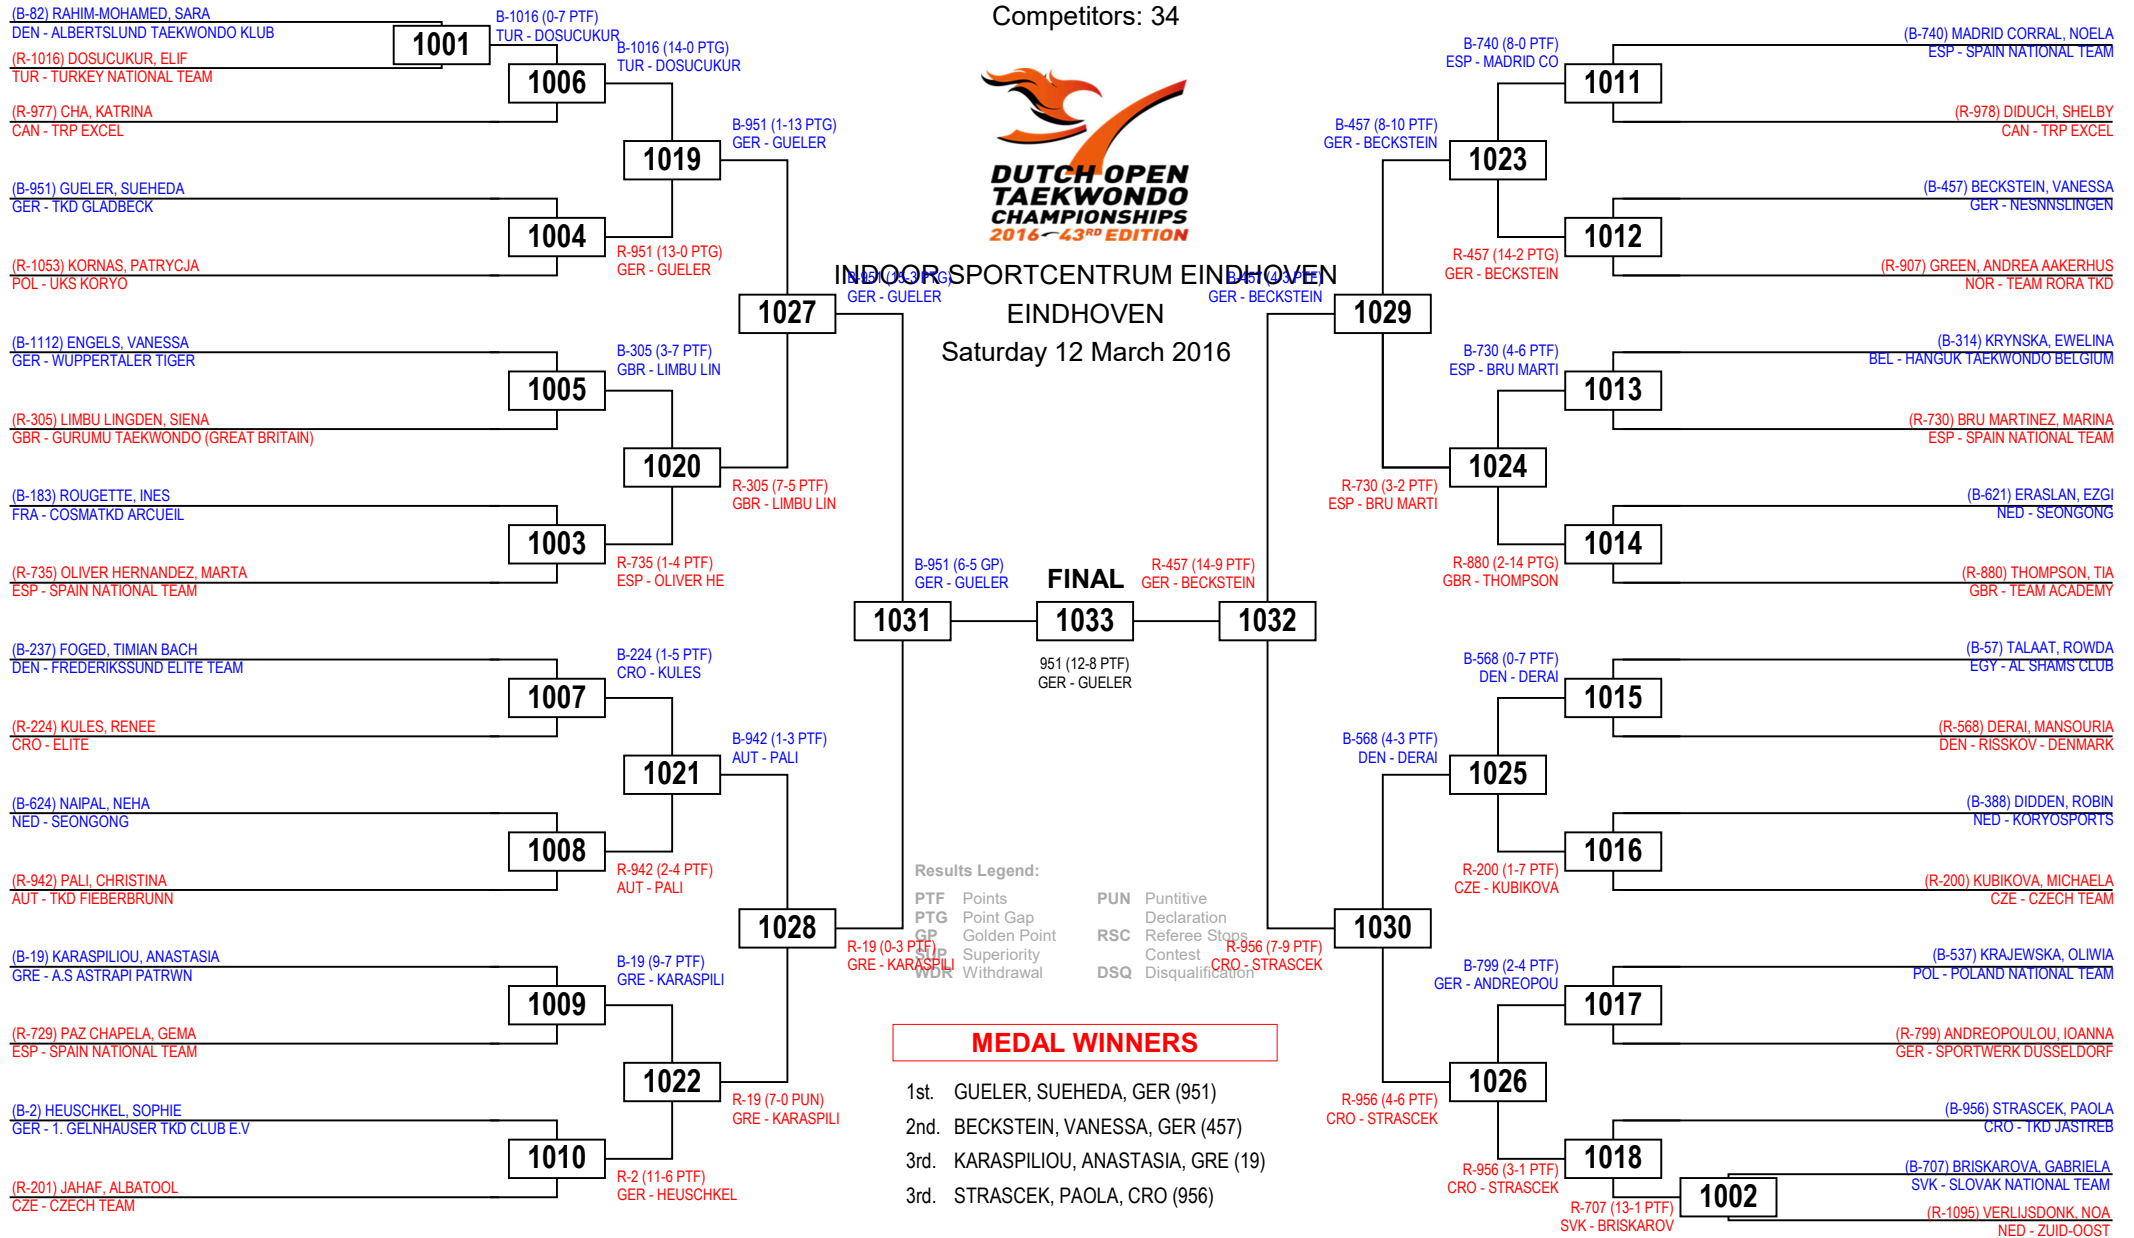 Competitors: 34
DUTCH OPEN
TAEKWONDO
CHAMPIONSHIPS
2016 43RD EDITION
INDOOR SPORTCENTRUM EINDHOVEN
EINDHOVEN
Saturday 12 March 2016
(B-82) RAHIM-MOHAMED, SARA
DEN - ALBERTSLUND TAEKWONDO KLUB
(R-1016) DOSUCUKUR, ELIF
TUR - TURKEY NATIONAL TEAM
(R-977) CHA, KATRINA
CAN - TRP EXCEL
(B-951) GUELER, SUEHEDA
GER - TKD GLADBECK
(R-1053) KORNAS, PATRYCJA
POL - UKS KORYO
(B-1112) ENGELS, VANESSA
GER - WUPPERTALER TIGER
(R-305) LIMBU LINGDEN, SIENA
GBR - GURUMU TAEKWONDO (GREAT BRITAIN)
(B-183) ROUGETTE, INES
FRA - COSMATKD ARCUEIL
(R-735) OLIVER HERNANDEZ, MARTA
ESP - SPAIN NATIONAL TEAM
(B-237) FOGED, TIMIAN BACH
DEN - FREDERIKSSUND ELITE TEAM
(R-224) KULES, RENEE
CRO - ELITE
(B-624) NAIPAL, NEHA
NED - SEONGONG
(R-942) PALI, CHRISTINA
AUT - TKD FIEBERBRUNN
(B-19) KARASPILIOU, ANASTASIA
GRE - A.S ASTRAPI PATRWN
(R-729) PAZ CHAPELA, GEMA
ESP - SPAIN NATIONAL TEAM
(B-2) HEUSCHKEL, SOPHIE
GER - 1. GELNHAUSER TKD CLUB E.V
(R-201) JAHAF, ALBATOOL
CZE - CZECH TEAM
1001
B-1016 (0-7 PTF)
TUR - DOSUCUKUR
1006
1004
1005
1003
1007
1008
1009
1010
B-1016 (14-0 PTG)
TUR - DOSUCUKUR
1019
R-951 (13-0 PTG)
GER - GUELER
B-305 (3-7 PTF)
GBR - LIMBU LIN
1020
R-735 (1-4 PTF)
ESP - OLIVER HE
B-224 (1-5 PTF)
CRO - KULES
1021
R-942 (2-4 PTF)
AUT - PALI
B-19 (9-7 PTF)
GRE - KARASPILI
1022
R-2 (11-6 PTF)
GER - HEUSCHKEL
B-951 (1-13 PTG)
GER - GUELER
1027
R-305 (7-5 PTF)
GBR - LIMBU LIN
B-942 (1-3 PTF)
AUT - PALI
1028
R-19 (7-0 PUN)
GRE - KARASPILI
B-951 (15-3 PTG)
GER - GUELER
1031
R-19 (0-3 PTF)
GRE - KARASPILI
B-951 (6-5 GP)
GER - GUELER
FINAL
1033
951 (12-8 PTF)
GER - GUELER
R-457 (14-9 PTF)
GER - BECKSTEIN
1032
B-457 (4-3 PTF)
GER - BECKSTEIN
R-956 (7-9 PTF)
CRO - STRASCEK
B-457 (8-10 PTF)
GER - BECKSTEIN
1029
R-730 (3-2 PTF)
ESP - BRU MARTI
B-568 (4-3 PTF)
DEN - DERAI
1030
R-956 (4-6 PTF)
CRO - STRASCEK
B-740 (8-0 PTF)
ESP - MADRID CO
1023
R-457 (14-2 PTG)
GER - BECKSTEIN
B-730 (4-6 PTF)
ESP - BRU MARTI
1024
R-880 (2-14 PTG)
GBR - THOMPSON
B-568 (0-7 PTF)
DEN - DERAI
1025
R-200 (1-7 PTF)
CZE - KUBIKOVA
B-799 (2-4 PTF)
GER - ANDREOPOU
1026
R-956 (3-1 PTF)
CRO - STRASCEK
1011
1012
1013
1014
1015
1016
1017
1018
R-707 (13-1 PTF)
SVK - BRISKAROV
1002
(B-740) MADRID CORRAL, NOELA
ESP - SPAIN NATIONAL TEAM
(R-978) DIDUCH, SHELBY
CAN - TRP EXCEL
(B-457) BECKSTEIN, VANESSA
GER - NESNNSLINGEN
(R-907) GREEN, ANDREA AAKERHUS
NOR - TEAM RORA TKD
(B-314) KRYNSKA, EWELINA
BEL - HANGUK TAEKWONDO BELGIUM
(R-730) BRU MARTINEZ, MARINA
ESP - SPAIN NATIONAL TEAM
(B-621) ERASLAN, EZGI
NED - SEONGONG
(R-880) THOMPSON, TIA
GBR - TEAM ACADEMY
(B-57) TALAAT, ROWDA
EGY - AL SHAMS CLUB
(R-568) DERAI, MANSOURIA
DEN - RISSKOV - DENMARK
(B-388) DIDDEN, ROBIN
NED - KORYOSPORTS
(R-200) KUBIKOVA, MICHAELA
CZE - CZECH TEAM
(B-537) KRAJEWSKA, OLIWIA
POL - POLAND NATIONAL TEAM
(R-799) ANDREOPOULOU, IOANNA
GER - SPORTWERK DUSSELDORF
(B-956) STRASCEK, PAOLA
CRO - TKD JASTREB
(B-707) BRISKAROVA, GABRIELA
SVK - SLOVAK NATIONAL TEAM
(R-1095) VERLIJSDONK, NOA
NED - ZUID-OOST
Results Legend:
PTF Points
PTG Point Gap
GP Golden Point
SUP Superiority
WDR Withdrawal
PUN Puntitive
Declaration
RSC Referee Stops
Contest
DSQ Disqualification
MEDAL WINNERS
1st. GUELER, SUEHEDA, GER (951)
2nd. BECKSTEIN, VANESSA, GER (457)
3rd. KARASPILIOU, ANASTASIA, GRE (19)
3rd. STRASCEK, PAOLA, CRO (956)